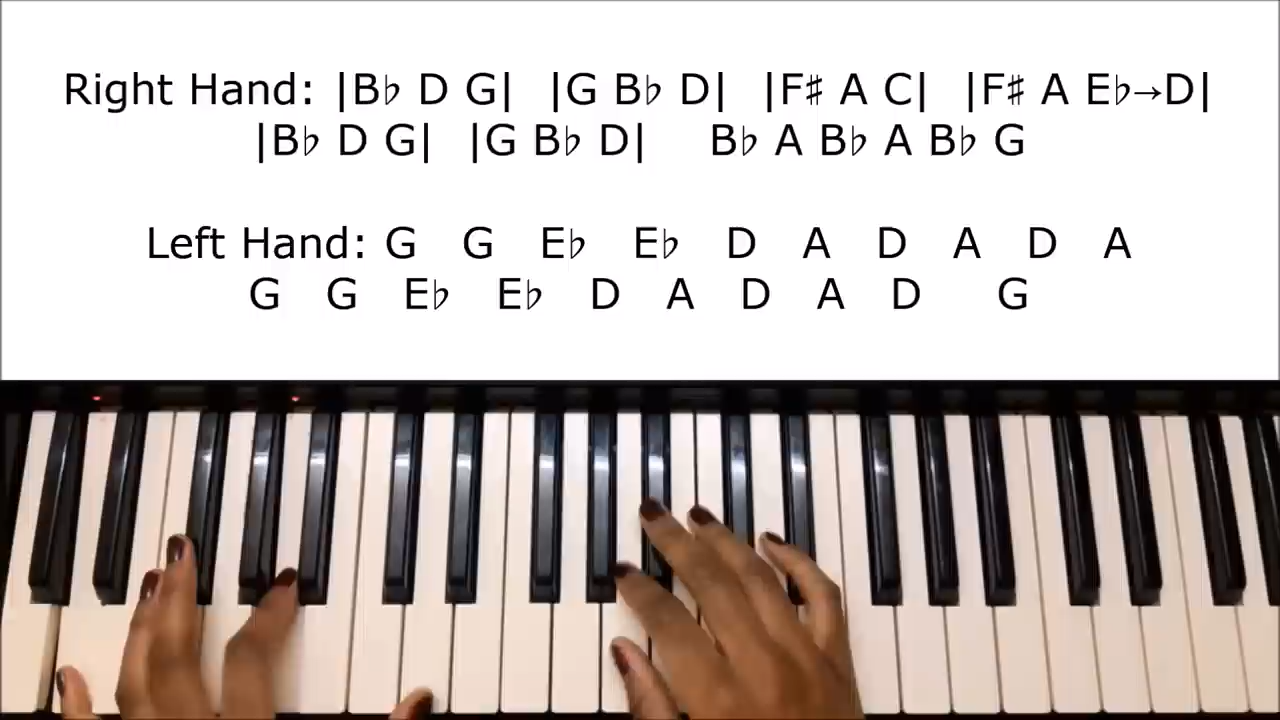 Right Hand: |B♭ D G| |G B♭ D| |F♯ A C| |F♯ A E♭→D|
|B♭ D G| |G B♭ D| B♭ A B♭ A B♭ G
Left Hand: G G E♭ E♭ D A D A D A
G G E♭ E♭ D A D A D G